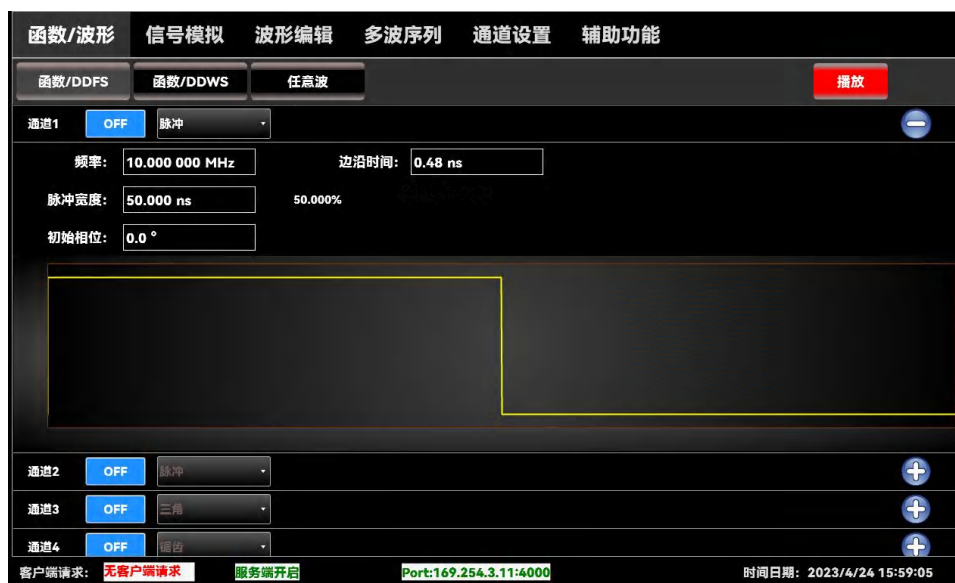 函数/波形 信号模拟 波形编辑 多波序列 通道设置 辅助功能
函数/DDFS 函数/DDWS 任意波 播放
通道1 OFF 脉冲
频率: 10.000 000 MHz 边沿时间: 0.48 ns
脉冲宽度: 50.000 ns 50.000%
初始相位: 0.0 °
通道2 OFF 脉冲
通道3 OFF 三角
通道4 OFF 锯齿
客户端请求: 无客户端请求 服务端开启 Port:169.254.3.11:4000 时间日期: 2023/4/24 15:59:05